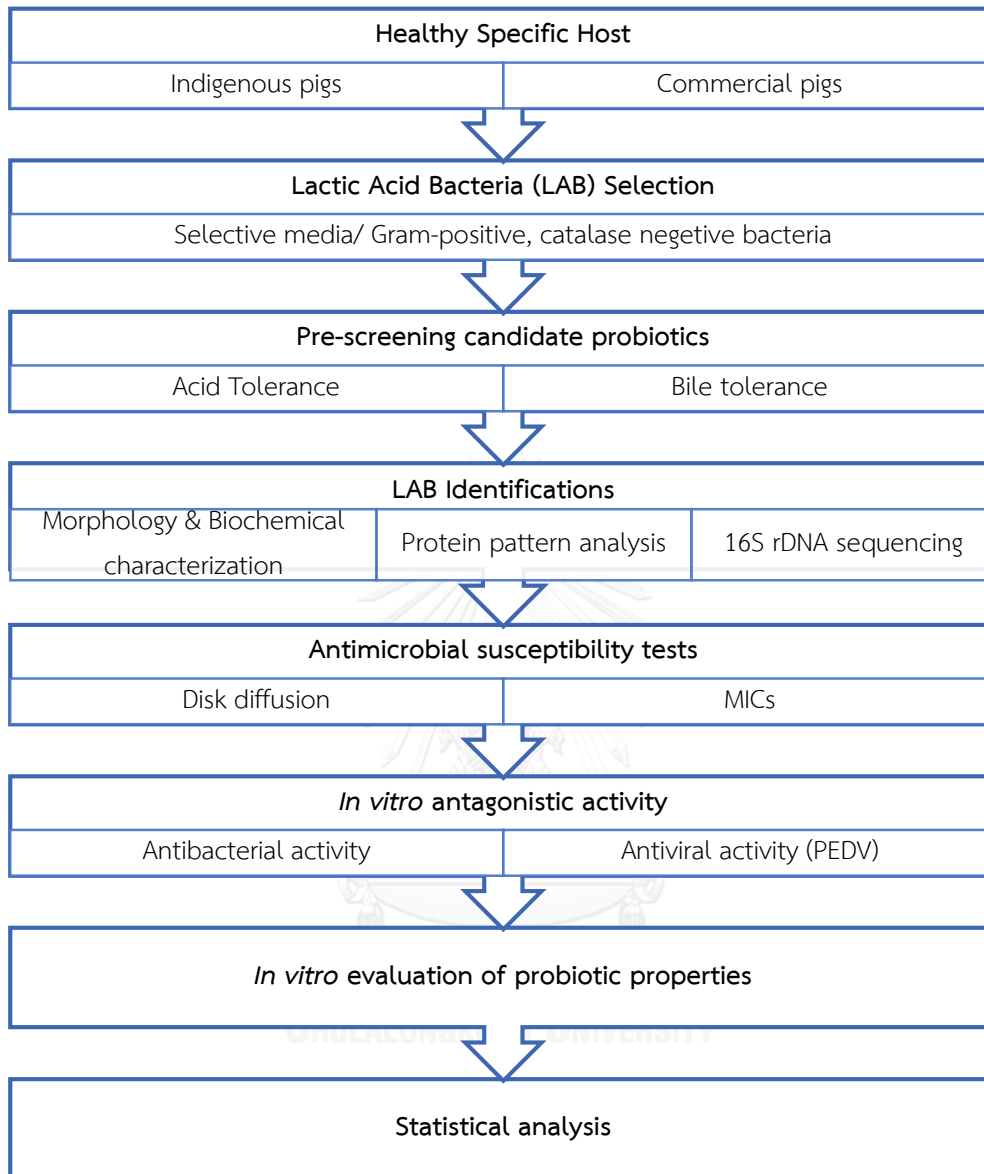 Healthy Specific Host
Indigenous pigs
Commercial pigs
Lactic Acid Bacteria (LAB) Selection
Selective media/ Gram-positive, catalase negetive bacteria
Pre-screening candidate probiotics
Acid Tolerance
Bile tolerance
LAB Identifications
Morphology & Biochemical
characterization
Protein pattern analysis
16S rDNA sequencing
Antimicrobial susceptibility tests
Disk diffusion
MICs
In vitro antagonistic activity
Antibacterial activity
Antiviral activity (PEDV)
In vitro evaluation of probiotic properties
UNIVERSITY
Statistical analysis